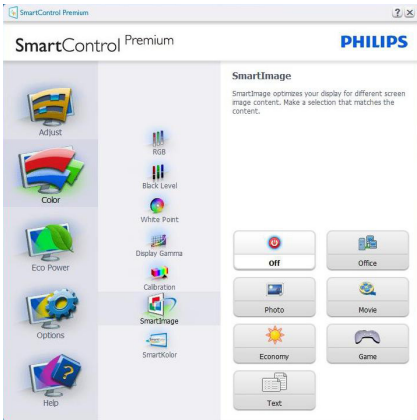 SmartControl Premium
SmartControl Premium
PHILIPS
Adjust
Color
Eco Power
Options
Help
RGB
Black Level
White Point
Display Gamma
Calibration
SmartImage
SmartKolor
SmartImage
SmartImage optimizes your display for different screen
image content. Make a selection that matches the
content.
Off
Office
Photo
Movie
Economy
Game
Text